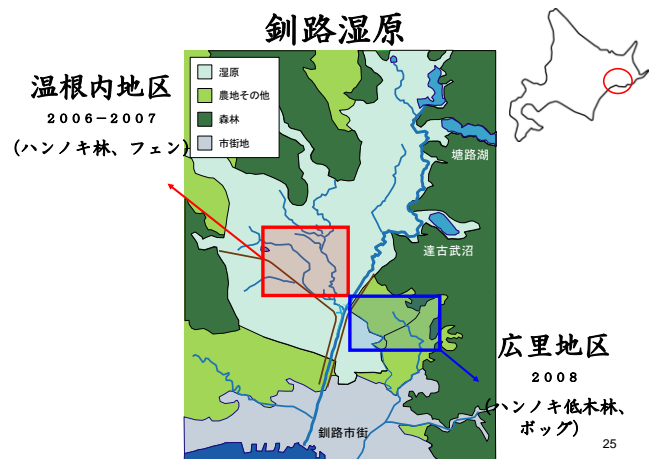 釧路湿原
温根内地区
2006−2007
(ハンノキ林、フェン)
湿原
農地その他
森林
市街地
塘路湖
達古武沼
広里地区
2008
(ハンノキ低木林、
ボッグ)
釧路市街
25